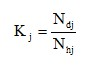 K_j = N_dj / N_hj